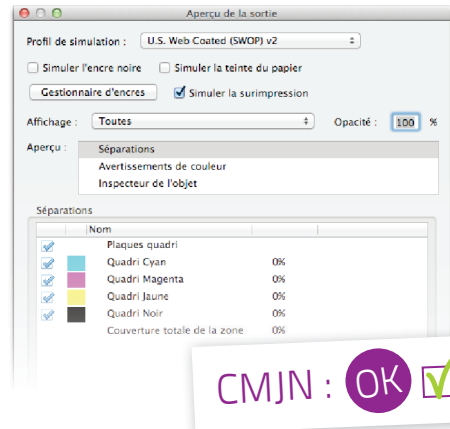 Aperçu de la sortie
Profil de simulation : U.S. Web Coated (SWOP) v2
Simuler l'encre noire Simuler la teinte du papier
Gestionnaire d'encres Simuler la surimpression
Affichage : Toutes Opacité : 100 %
Aperçu : Séparations
Avertissements de couleur
Inspecteur de l'objet
Séparations
Nom
Plaques quadri
Quadri Cyan 0%
Quadri Magenta 0%
Quadri Jaune 0%
Quadri Noir 0%
Couverture totale de la zone 0%
CMJN : OK